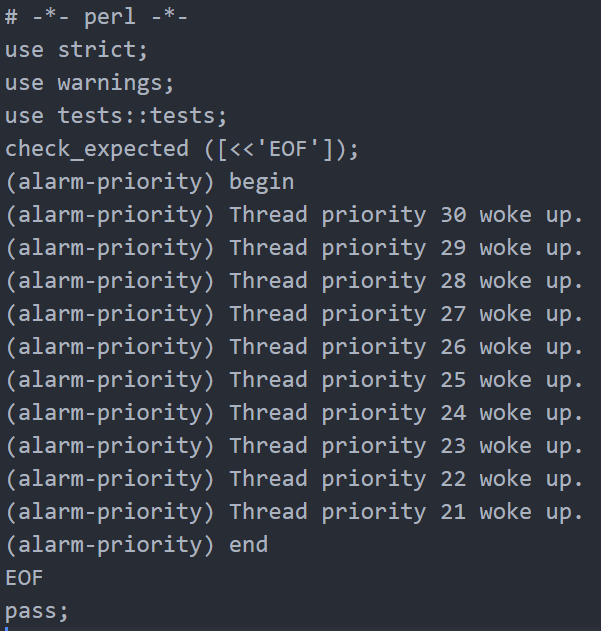 # -*- perl -*-
use strict;
use warnings;
use tests::tests;
check_expected ([<<'EOF']);
(alarm-priority) begin
(alarm-priority) Thread priority 30 woke up.
(alarm-priority) Thread priority 29 woke up.
(alarm-priority) Thread priority 28 woke up.
(alarm-priority) Thread priority 27 woke up.
(alarm-priority) Thread priority 26 woke up.
(alarm-priority) Thread priority 25 woke up.
(alarm-priority) Thread priority 24 woke up.
(alarm-priority) Thread priority 23 woke up.
(alarm-priority) Thread priority 22 woke up.
(alarm-priority) Thread priority 21 woke up.
(alarm-priority) end
EOF
pass;